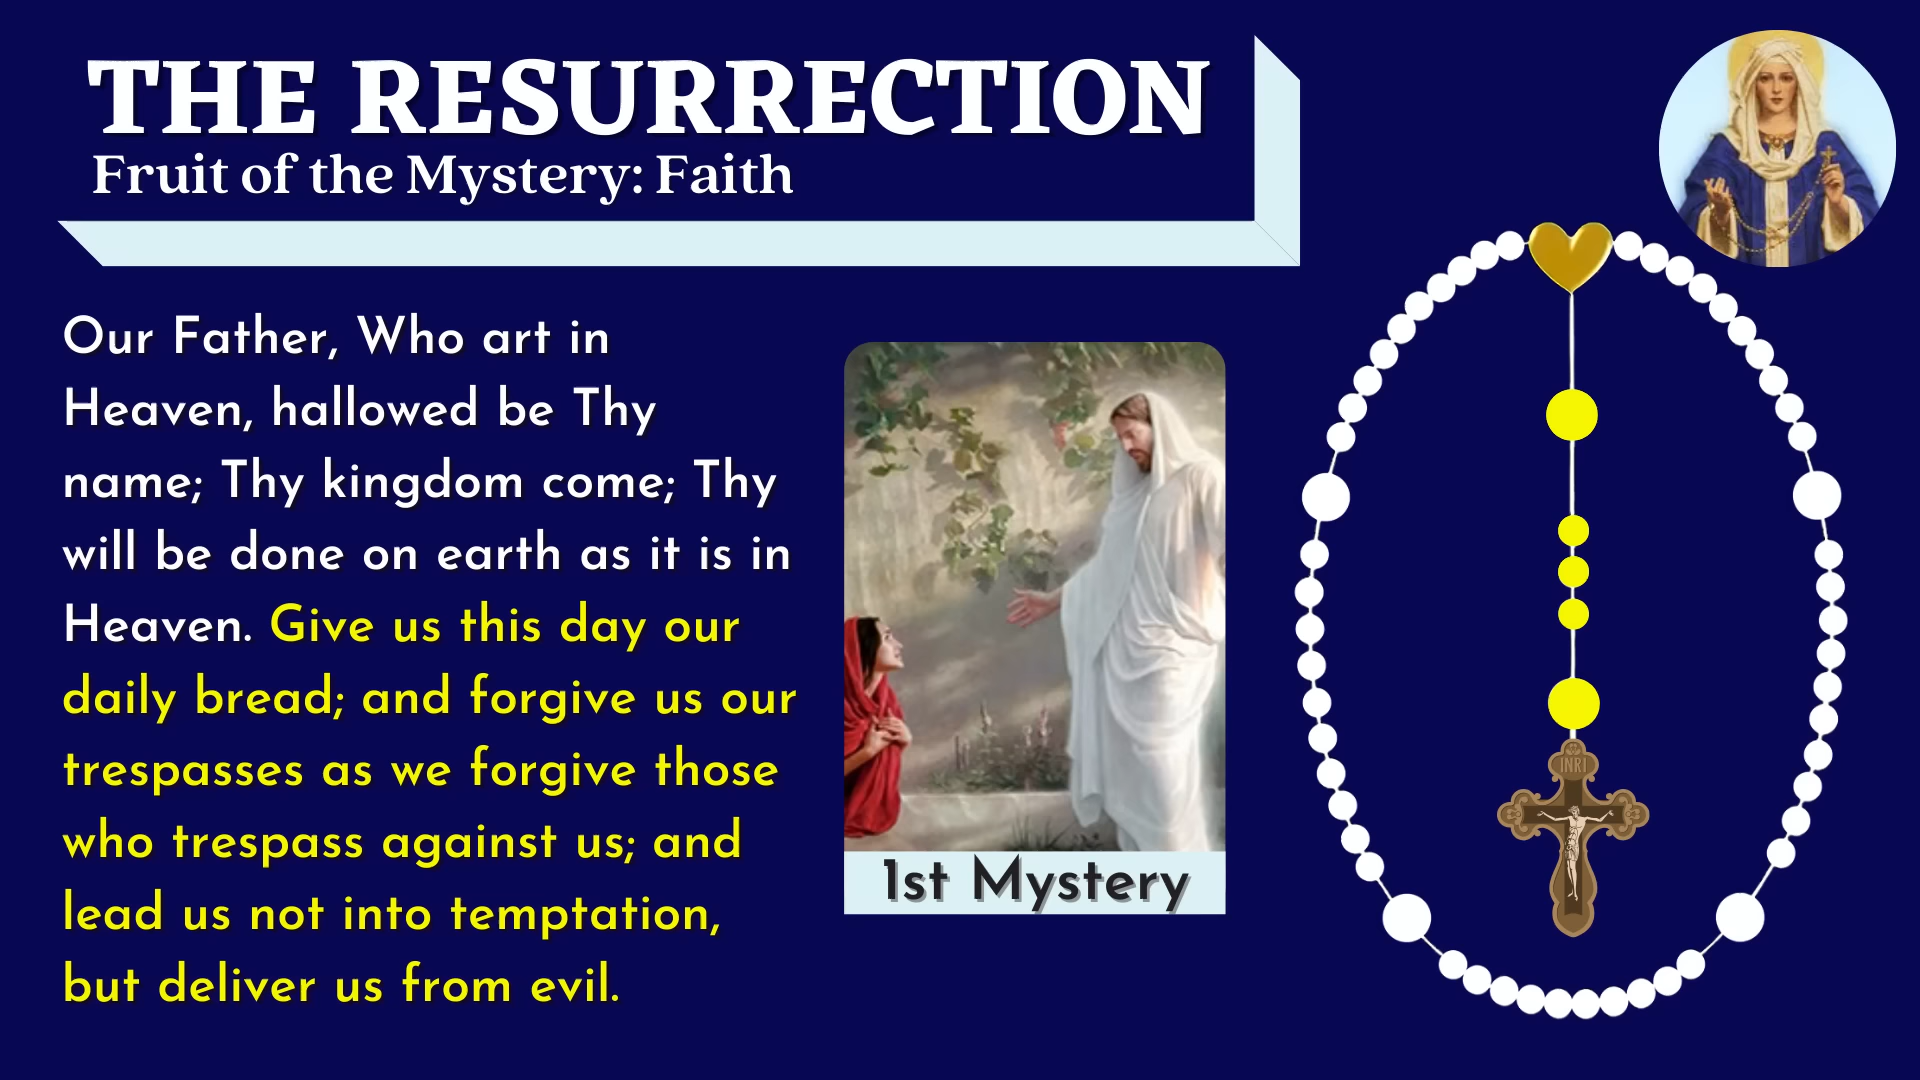 THE RESURRECTION
Fruit of the Mystery: Faith
Our Father, Who art in
Heaven, hallowed be Thy
name; Thy kingdom come; Thy
will be done on earth as it is in
Heaven. Give us this day our
daily bread; and forgive us our
trespasses as we forgive those
who trespass against us; and
lead us not into temptation,
but deliver us from evil.
1st Mystery
INRI